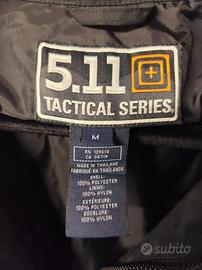 5.11
TACTICAL SERIES®
M
RN 109614
CA 04719
MADE IN THAILAND
FABRIQUÉ EN THAÏLANDE
SHELL:
100% POLYESTER
LINING:
100% NYLON
EXTÉRIEURE:
100% POLYESTER
DOUBLURE:
100% NYLON
subito